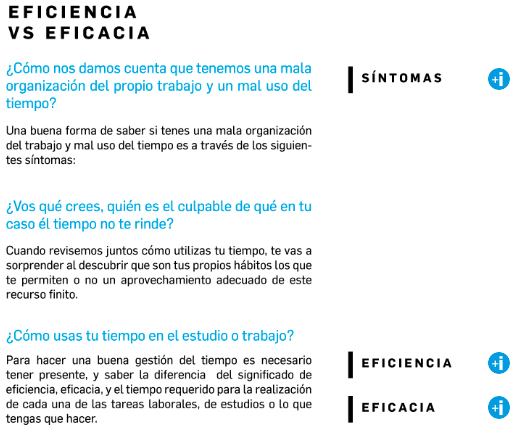 EFICIENCIA
VS EFICACIA
¿Cómo nos damos cuenta que tenemos una mala
organización del propio trabajo y un mal uso del
tiempo?
Una buena forma de saber si tenes una mala organización
del trabajo y mal uso del tiempo es a través de los siguien-
tes síntomas:
SÍNTOMAS
+i
¿Vos qué crees, quién es el culpable de qué en tu
caso él tiempo no te rinde?
Cuando revisemos juntos cómo utilizas tu tiempo, te vas a
sorprender al descubrir que son tus propios hábitos los que
te permiten o no un aprovechamiento adecuado de este
recurso finito.
¿Cómo usas tu tiempo en el estudio o trabajo?
Para hacer una buena gestión del tiempo es necesario
tener presente, y saber la diferencia del significado de
eficiencia, eficacia, y el tiempo requerido para la realización
de cada una de las tareas laborales, de estudios o lo que
tengas que hacer.
EFICIENCIA
+i
EFICACIA
+i